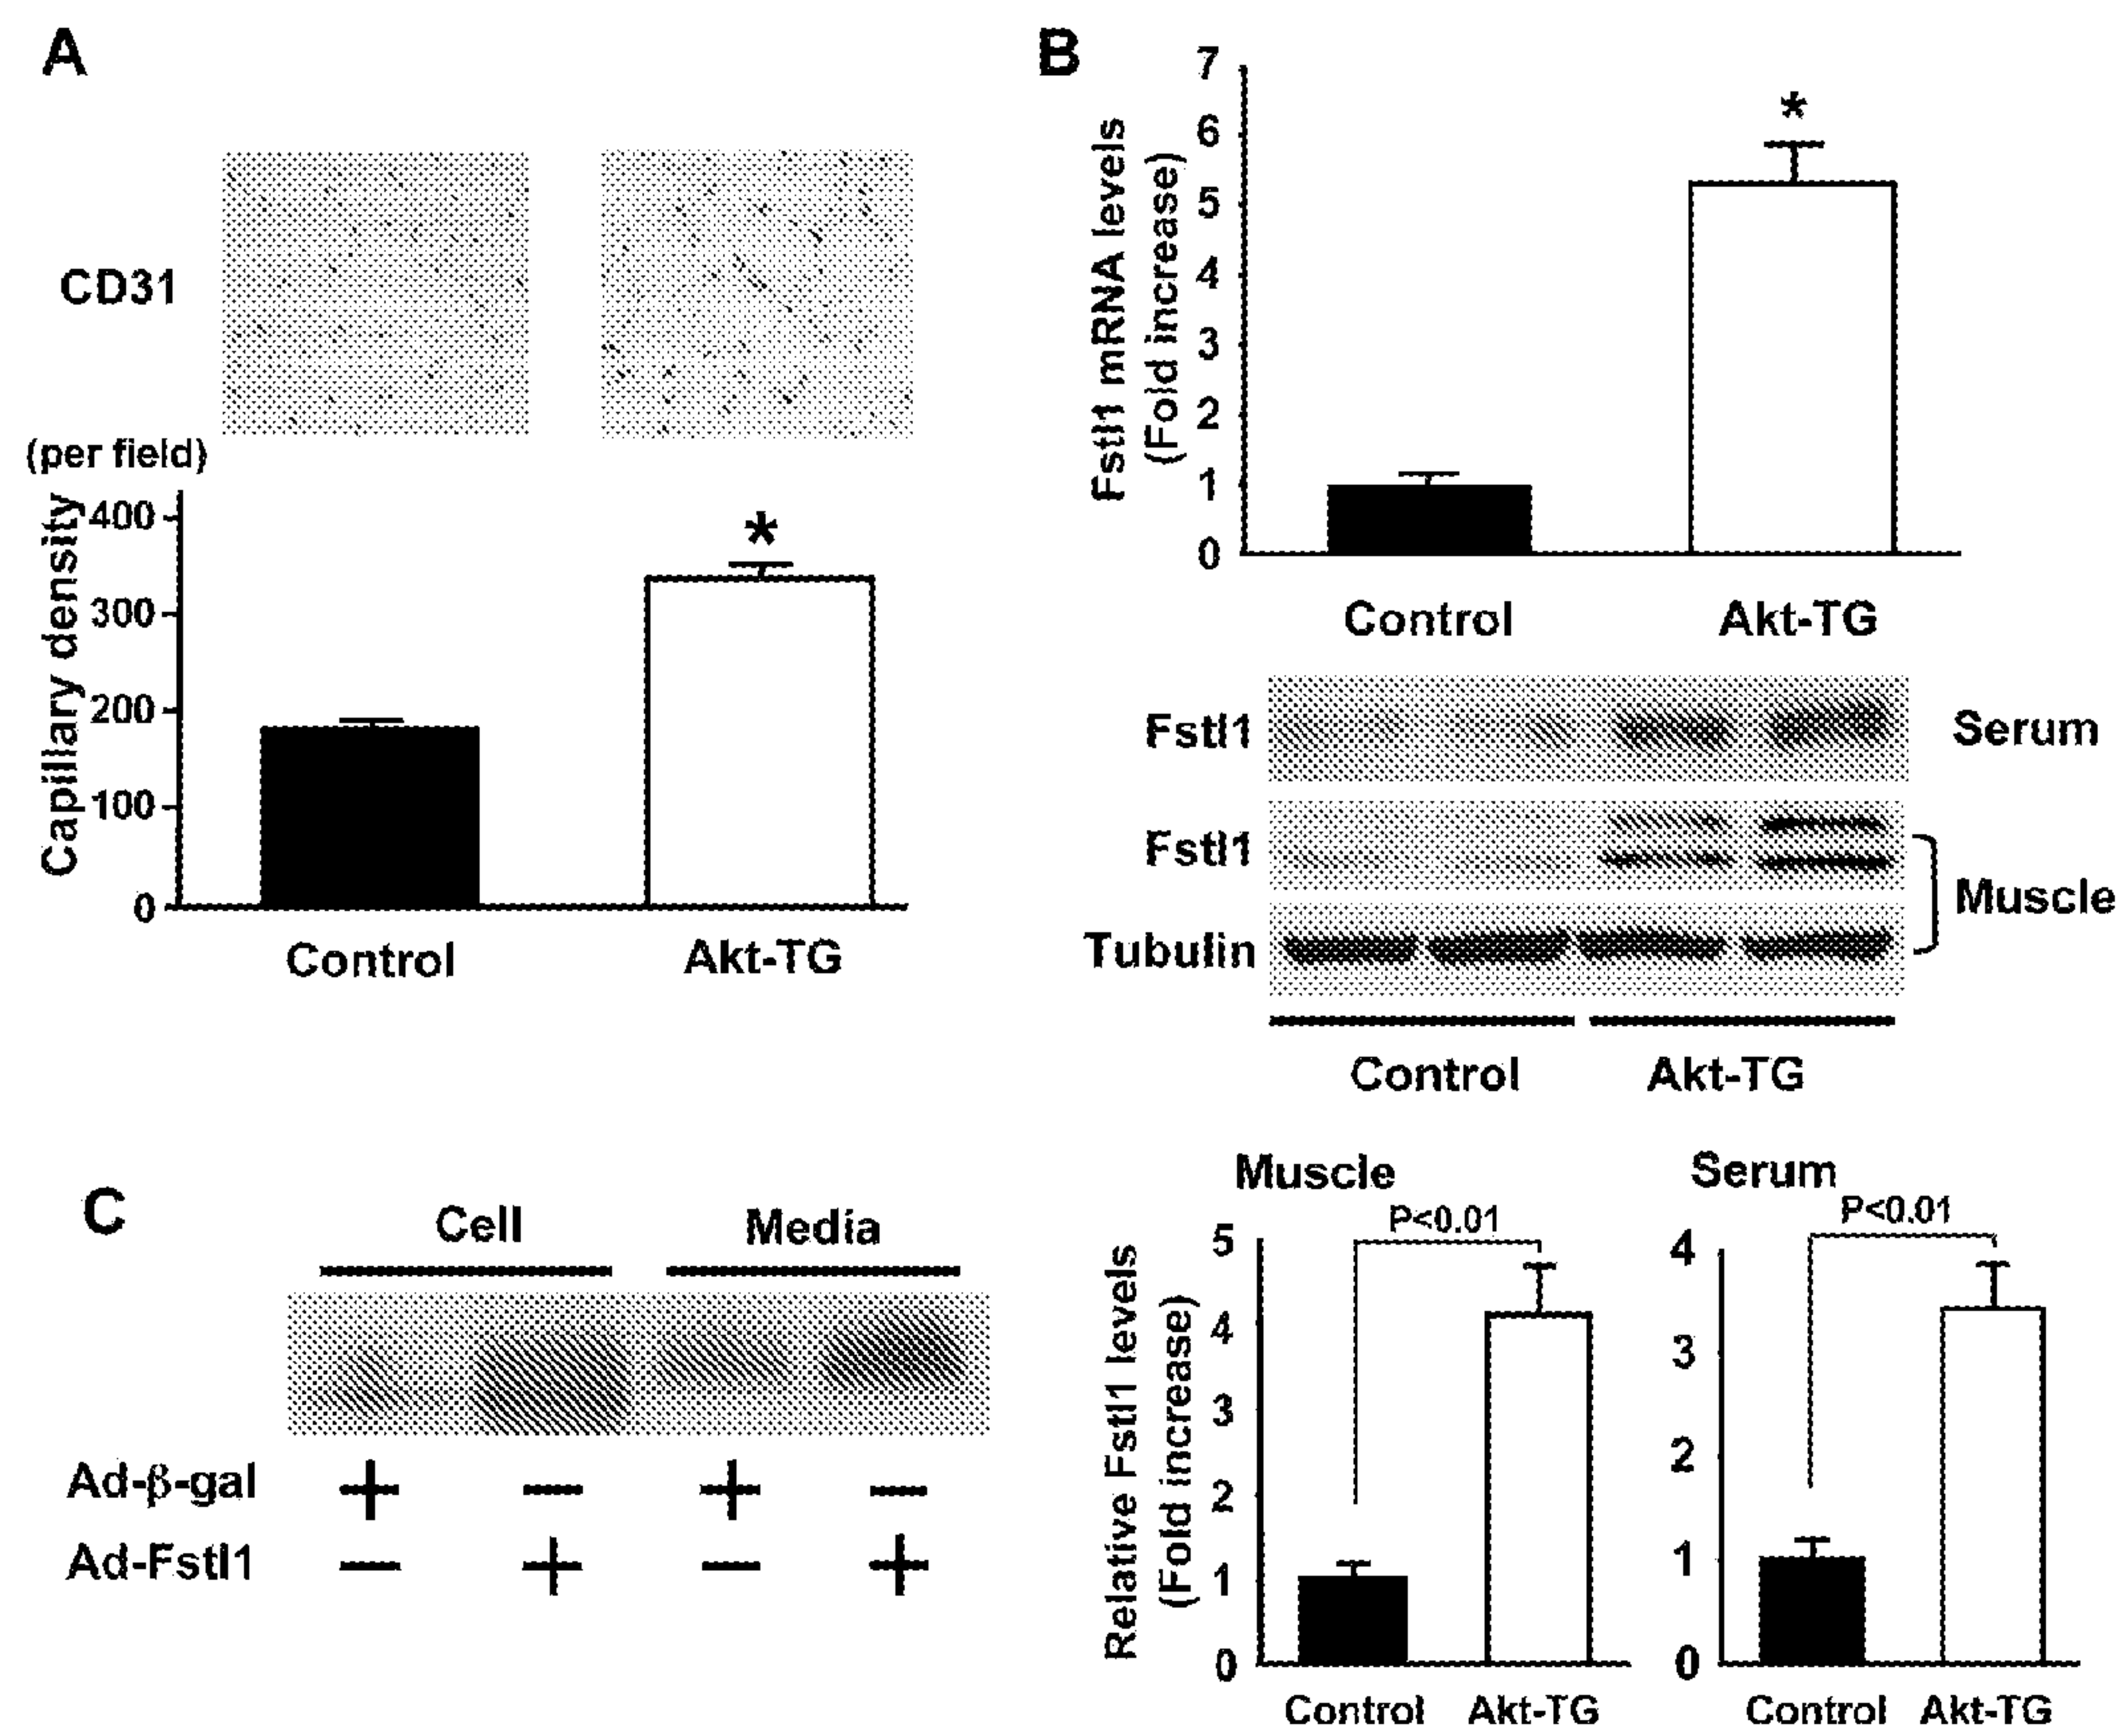 A
CD31
(per field)
Capillary density
400
300
200
100
0
*
Control Akt-TG
B
Fstl1 mRNA levels
(Fold increase)
7
6
5
4
3
2
1
0
*
Control Akt-TG
Fstl1 Serum
Fstl1
Muscle
Tubulin
Control Akt-TG
C
Cell Media
Ad-β-gal + − + −
Ad-Fstl1 − + − +
Relative Fstl1 levels
(Fold increase)
Muscle
P<0.01
5
4
3
2
1
0
Control Akt-TG
Serum
P<0.01
4
3
2
1
0
Control Akt-TG